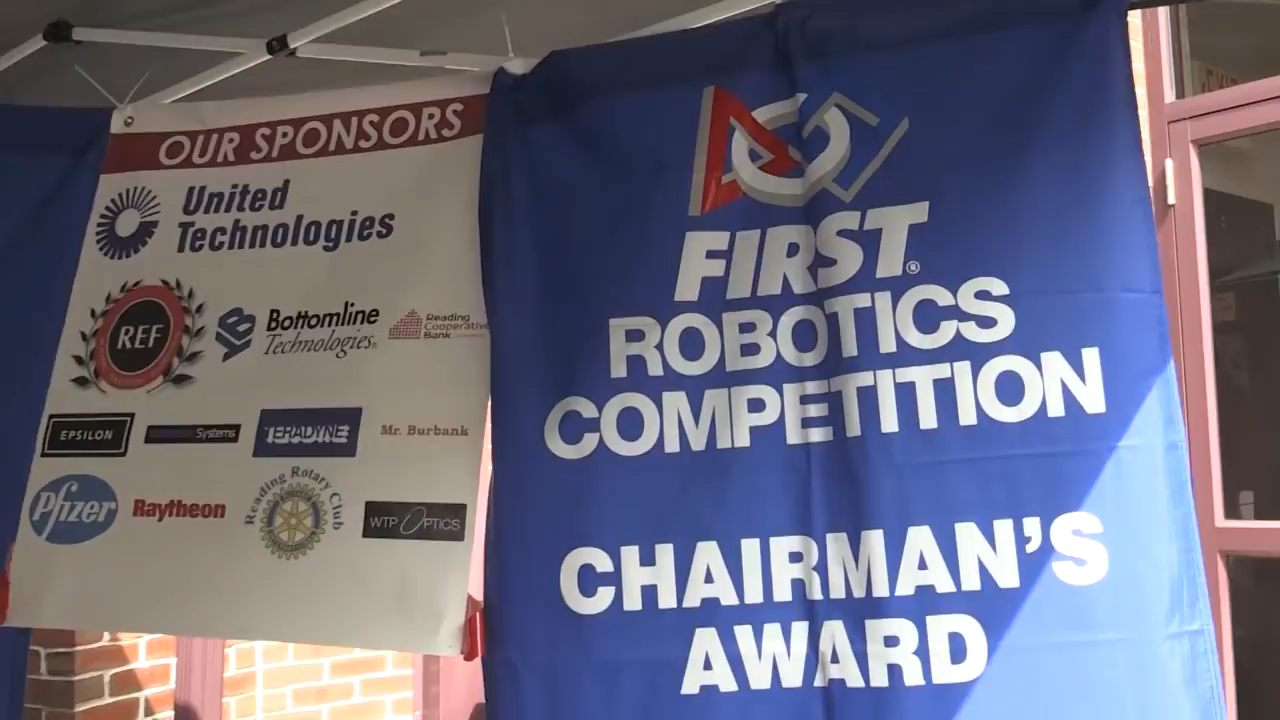 OUR SPONSORS
United
Technologies
REF
Bottomline
Technologies®
Reading
Cooperative
Bank
EPSILON
Systems
TERADYNE
Mr. Burbank
Pfizer
Raytheon
Reading Rotary Club
WTP OPTICS
FIRST®
ROBOTICS
COMPETITION
CHAIRMAN'S
AWARD